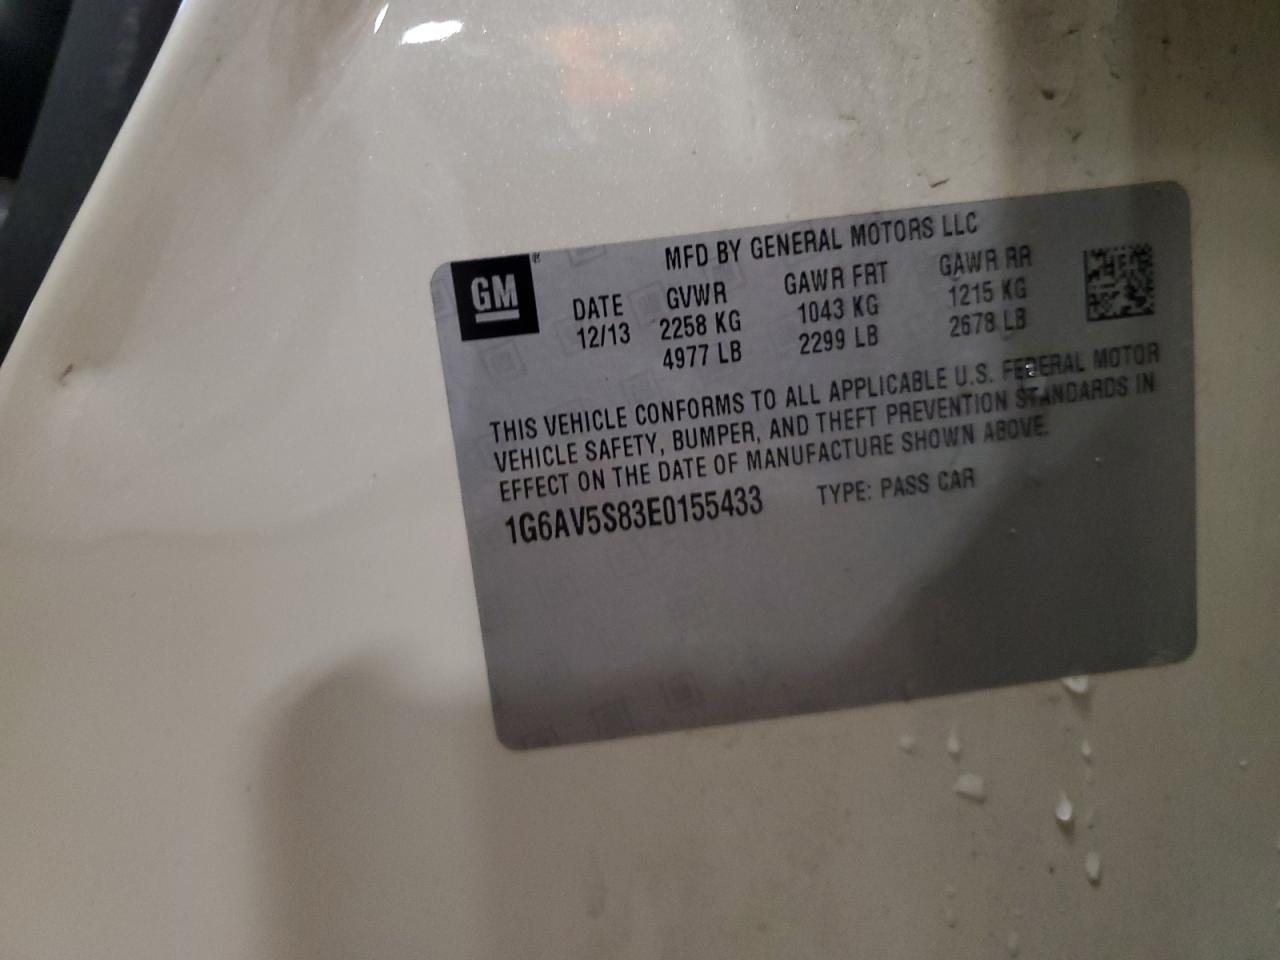 MFD BY GENERAL MOTORS LLC
GM®
DATE GVWR GAWR FRT GAWR RR
12/13 2258 KG 1043 KG 1215 KG
4977 LB 2299 LB 2678 LB
THIS VEHICLE CONFORMS TO ALL APPLICABLE U.S. FEDERAL MOTOR
VEHICLE SAFETY, BUMPER, AND THEFT PREVENTION STANDARDS IN
EFFECT ON THE DATE OF MANUFACTURE SHOWN ABOVE.
1G6AV5S83E0155433 TYPE: PASS CAR